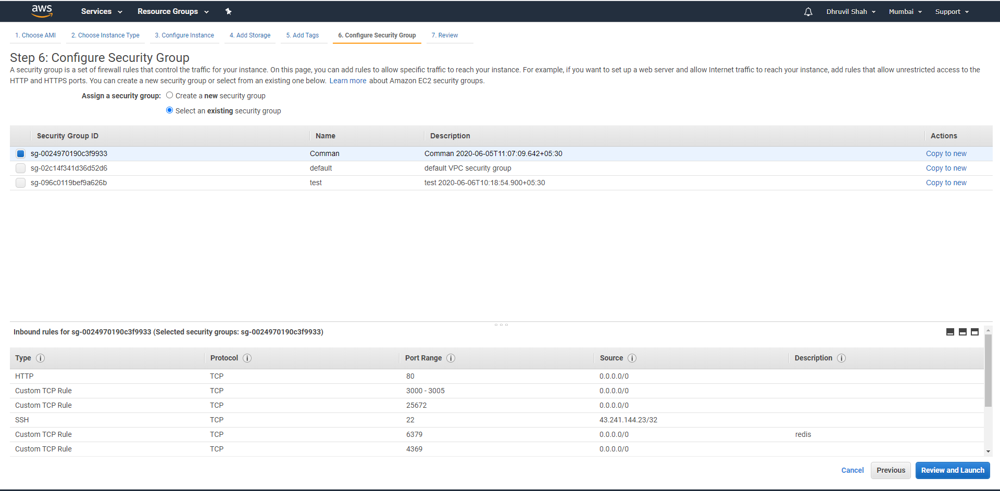 aws Services Resource Groups Dhruvil Shah Mumbai Support
1. Choose AMI 2. Choose Instance Type 3. Configure Instance 4. Add Storage 5. Add Tags 6. Configure Security Group 7. Review
Step 6: Configure Security Group
A security group is a set of firewall rules that control the traffic for your instance. On this page, you can add rules to allow specific traffic to reach your instance. For example, if you want to set up a web server and allow Internet traffic to reach your instance, add rules that allow unrestricted access to the
HTTP and HTTPS ports. You can create a new security group or select from an existing one below. Learn more about Amazon EC2 security groups.
Assign a security group: Create a new security group
Select an existing security group
Security Group ID Name Description Actions
sg-0024970190c3f9933 Comman Comman 2020-06-05T11:07:09.642+05:30 Copy to new
sg-02c14f341d36d52d6 default default VPC security group Copy to new
sg-096c0119bef9a626b test test 2020-06-06T10:18:54.900+05:30 Copy to new
Inbound rules for sg-0024970190c3f9933 (Selected security groups: sg-0024970190c3f9933)
Type i Protocol i Port Range i Source i Description i
HTTP TCP 80 0.0.0.0/0
Custom TCP Rule TCP 3000 - 3005 0.0.0.0/0
Custom TCP Rule TCP 25672 0.0.0.0/0
SSH TCP 22 43.241.144.23/32
Custom TCP Rule TCP 6379 0.0.0.0/0 redis
Custom TCP Rule TCP 4369 0.0.0.0/0
Cancel Previous Review and Launch